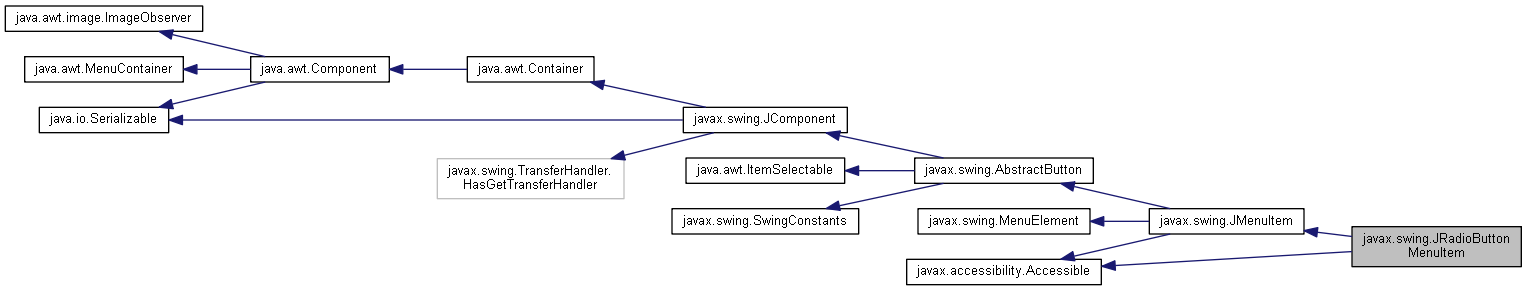 java.awt.image.ImageObserver
java.awt.MenuContainer
java.awt.Component
java.awt.Container
java.io.Serializable
javax.swing.JComponent
javax.swing.TransferHandler.
HasGetTransferHandler
java.awt.ItemSelectable
javax.swing.AbstractButton
javax.swing.SwingConstants
javax.swing.MenuElement
javax.swing.JMenuItem
javax.swing.JRadioButton
MenuItem
javax.accessibility.Accessible